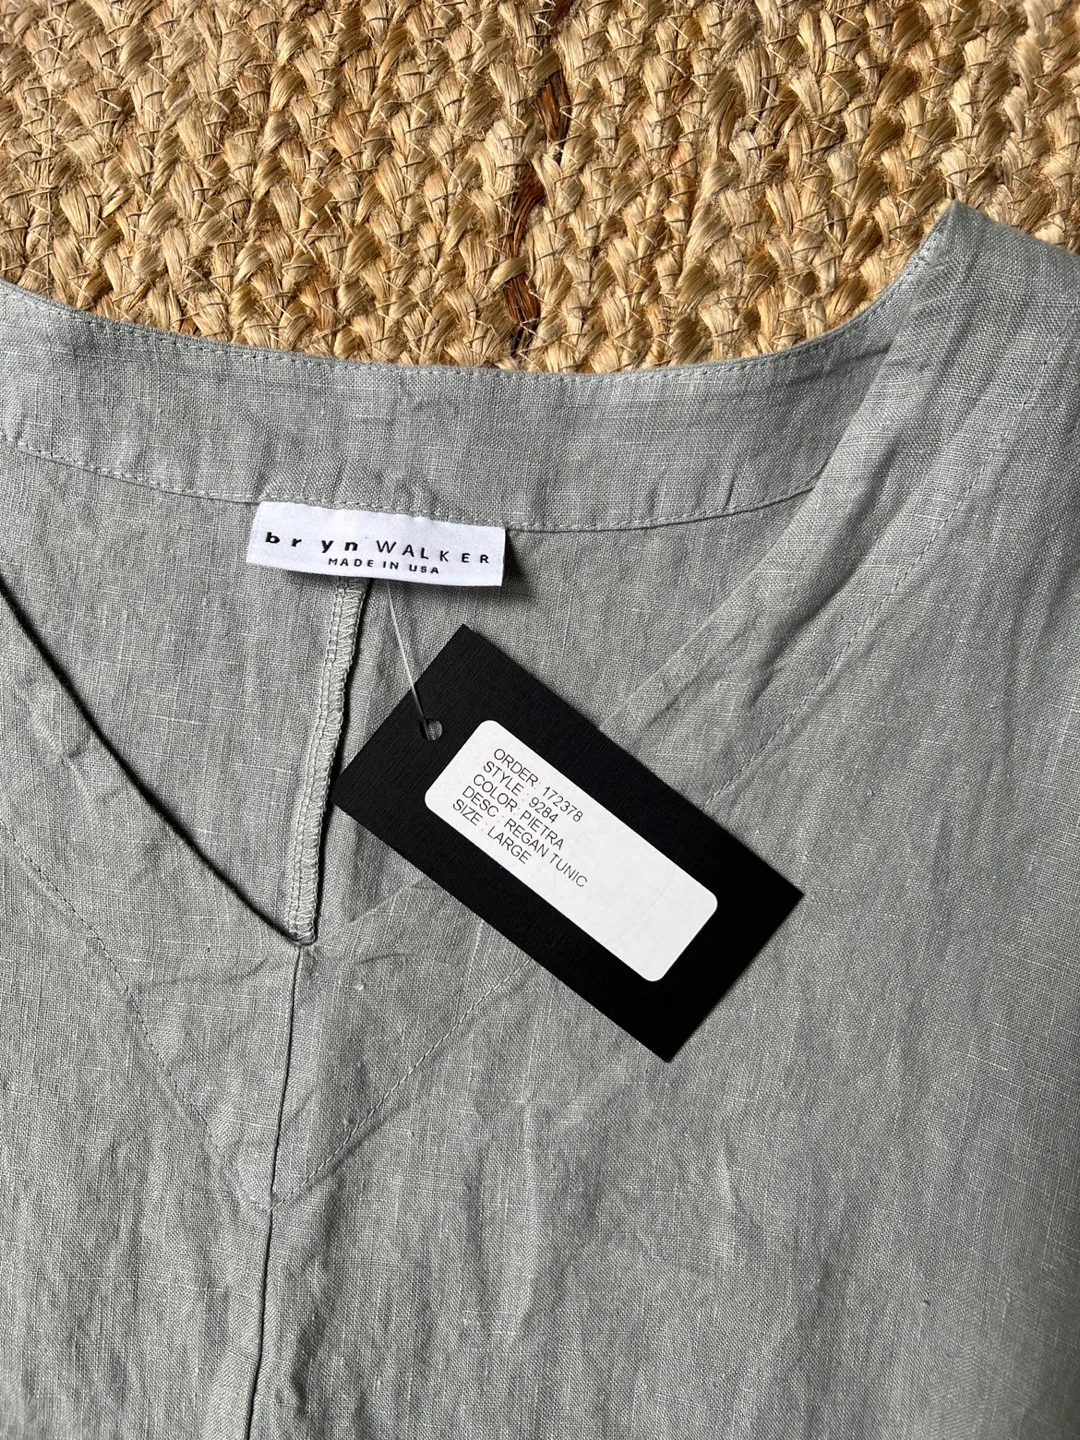 bryn WALKER
MADE IN USA
ORDER: 172378
STYLE : 9284
COLOR: PIETRA
DESC : REGAN TUNIC
SIZE : LARGE